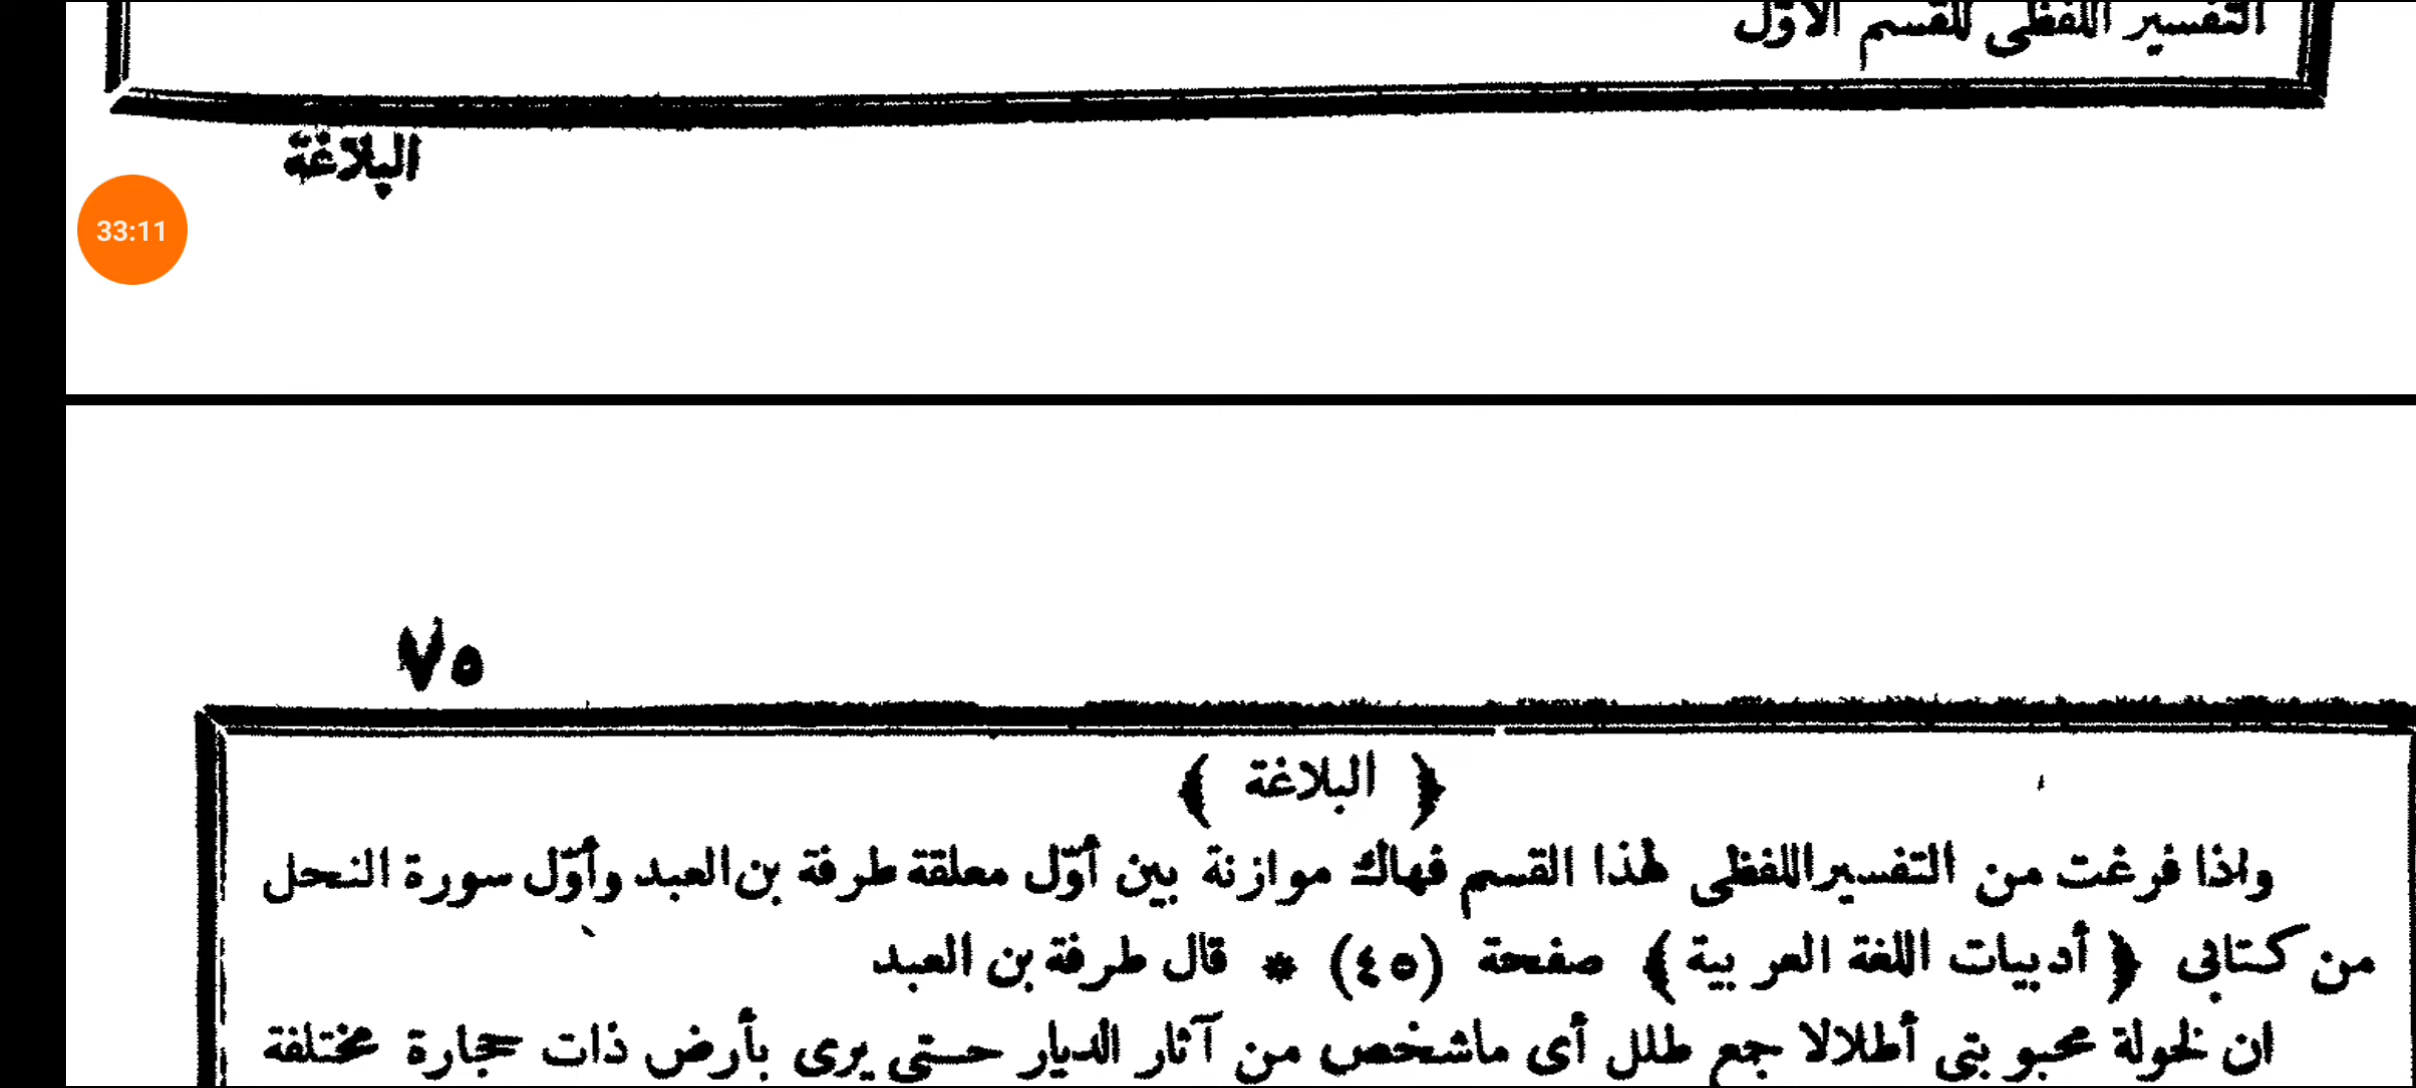 التفسير اللفظى للقسم الأوّل
البلاغة
33:11
٧٥
﴿ البلاغة ﴾
واذا فرغت من التفسير اللفظى لهذا القسم فهاك موازنة بين أوّل معلقة طرفة بن العبد وأوّل سورة النحل
من كتابى ﴿ أدبيات اللغة العربية ﴾ صفحة (٤٥) * قال طرفة بن العبد
ان لخولة محبوبتى أطلالا جمع طلل أى ماشخص من آثار الديار حتى يرى بأرض ذات حجارة مختلفة